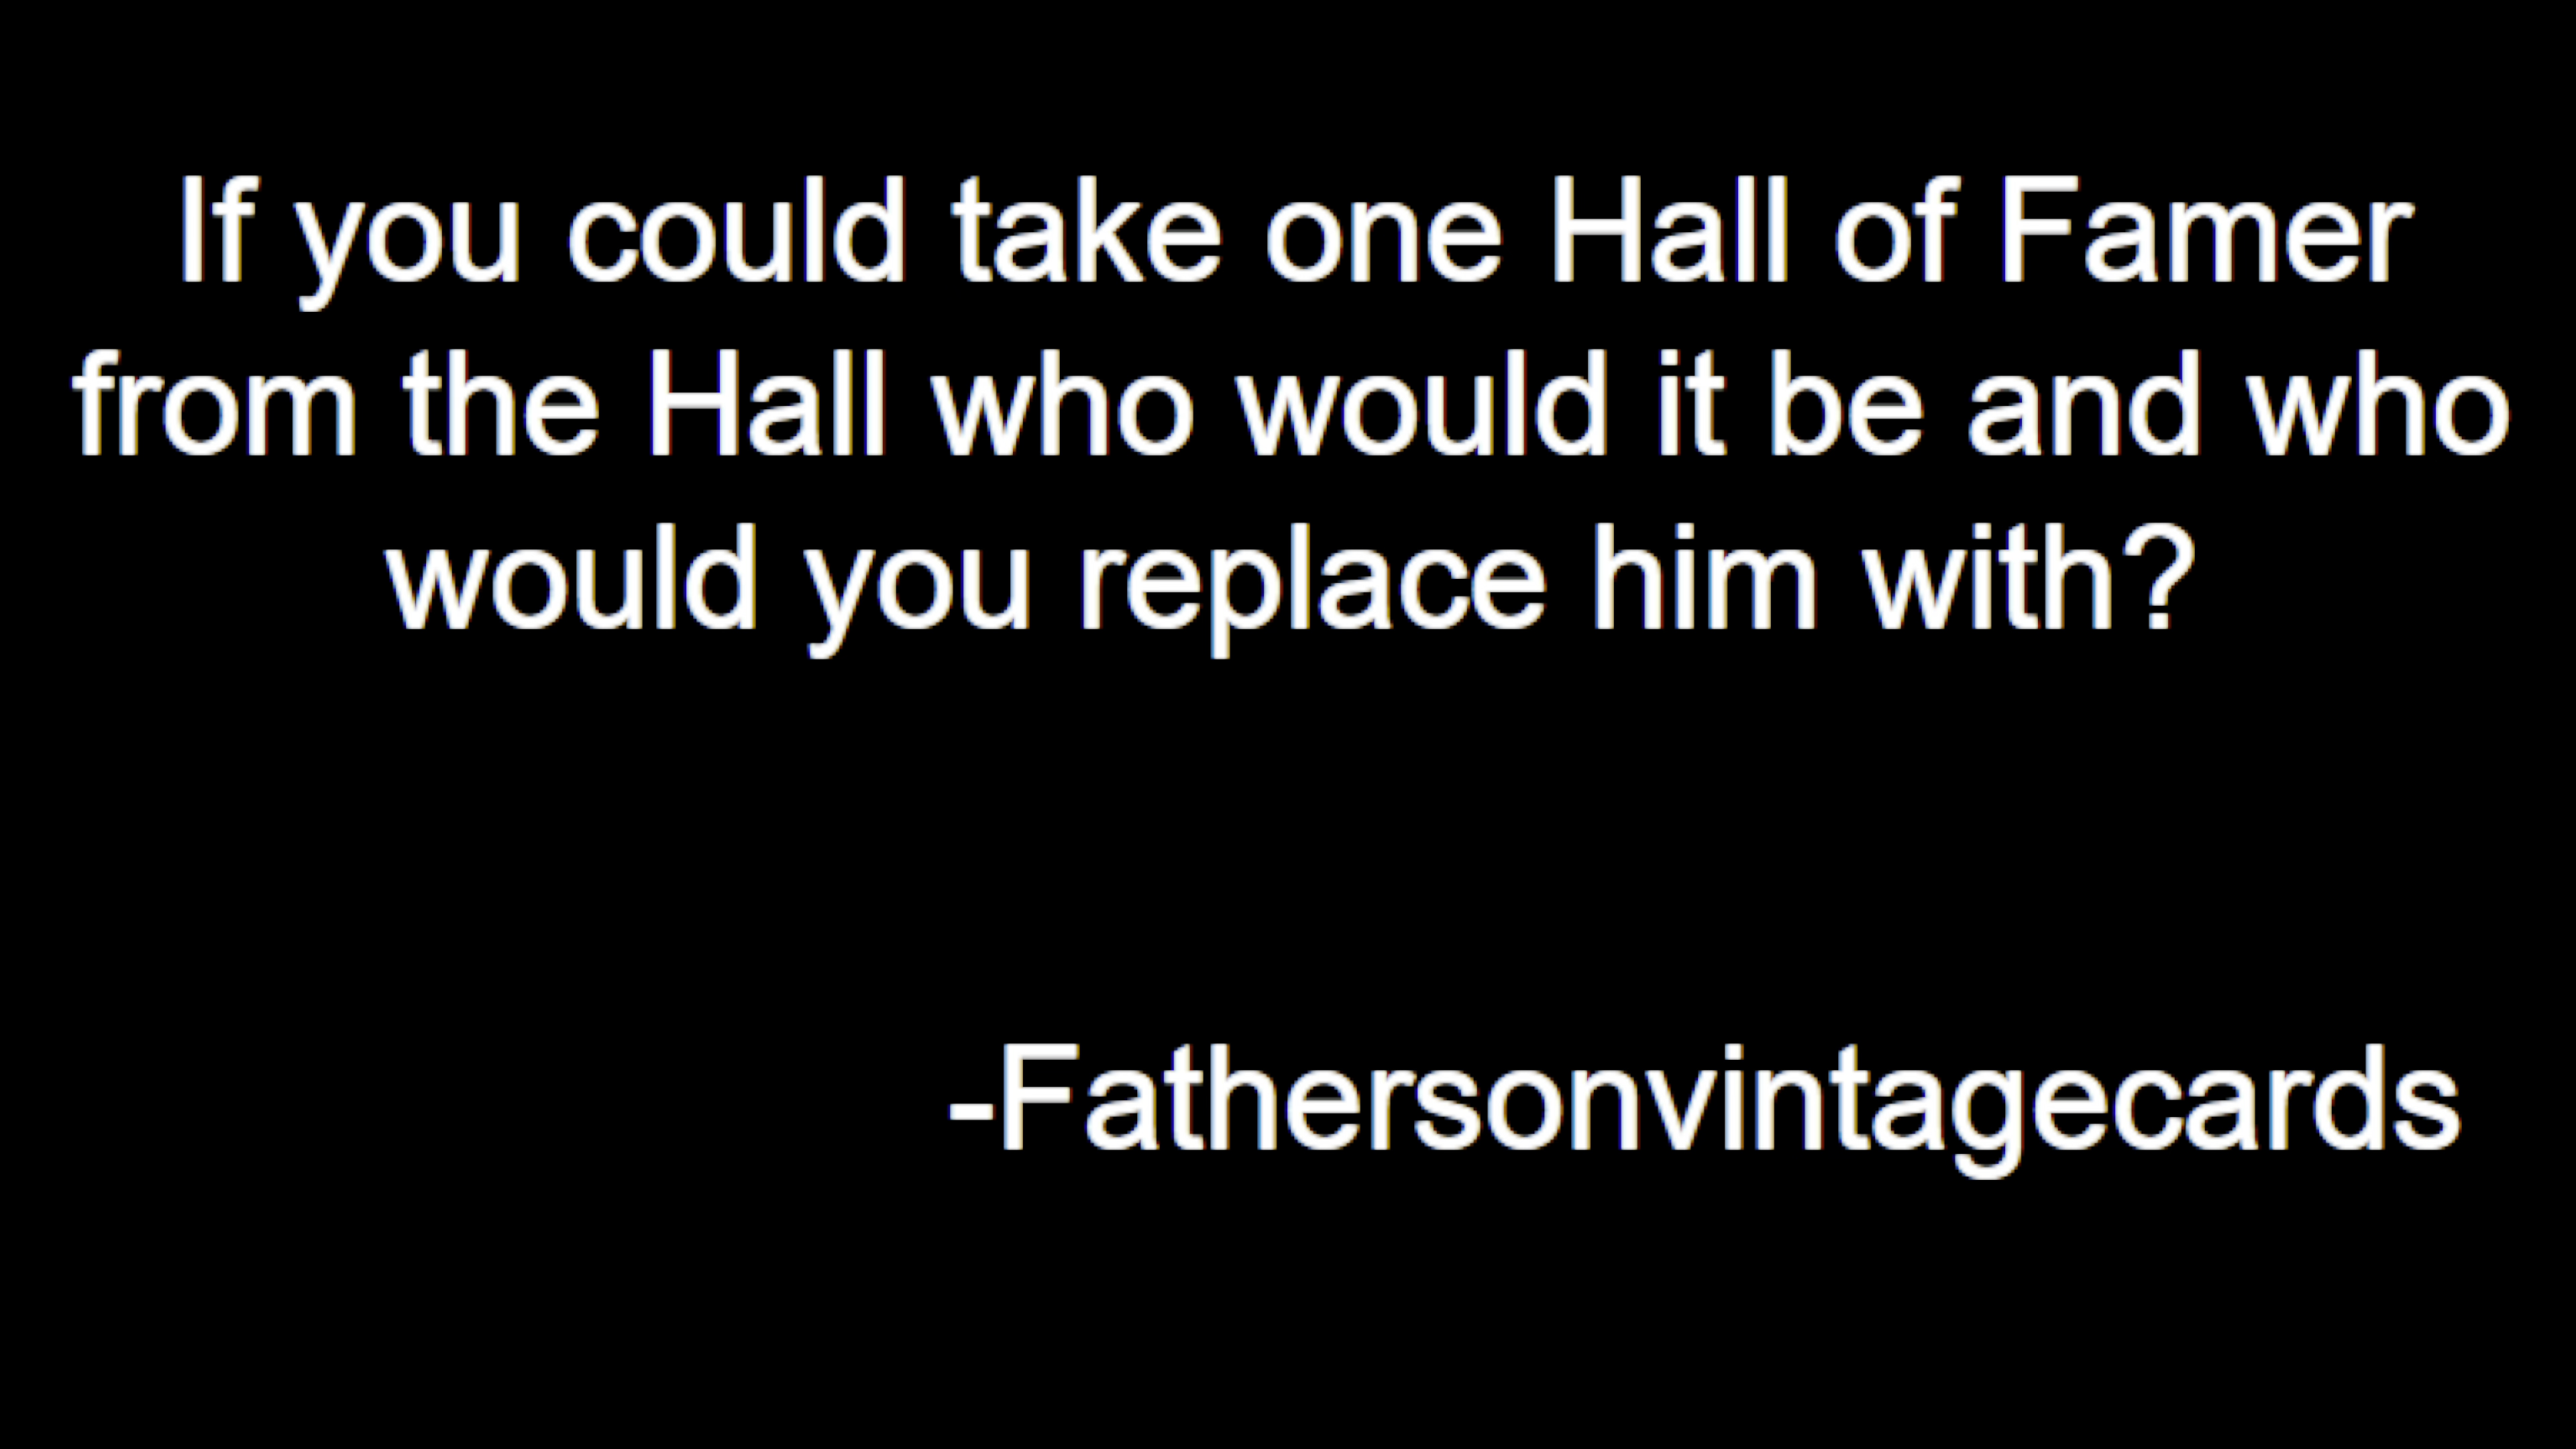 If you could take one Hall of Famer
from the Hall who would it be and who
would you replace him with?
-Fathersonvintagecards